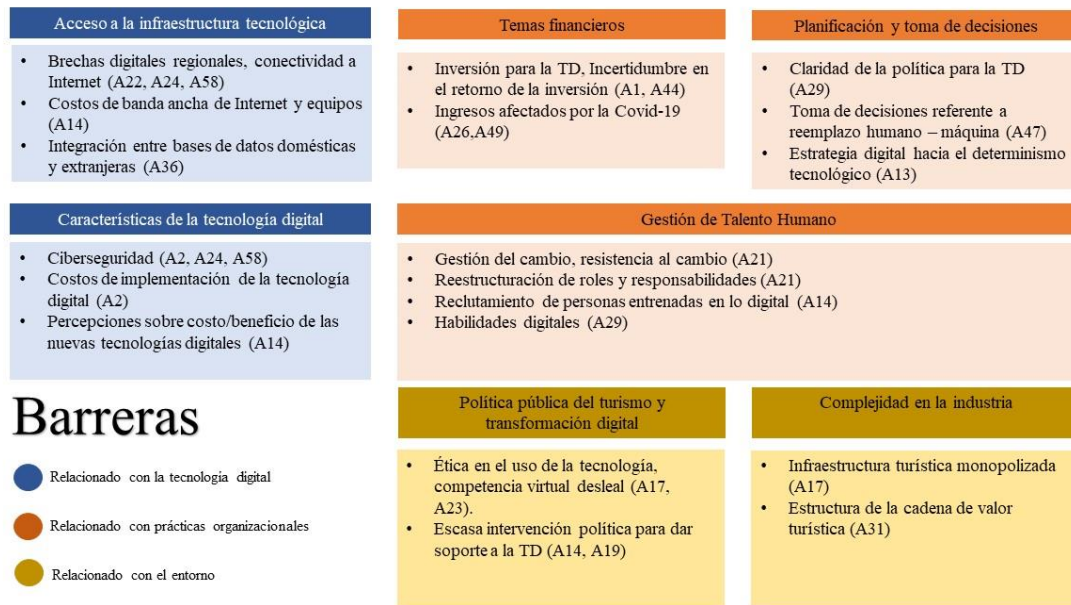 Acceso a la infraestructura tecnológica
• Brechas digitales regionales, conectividad a
Internet (A22, A24, A58)
• Costos de banda ancha de Internet y equipos
(A14)
• Integración entre bases de datos domésticas
y extranjeras (A36)
Temas financieros
• Inversión para la TD, Incertidumbre en
el retorno de la inversión (A1, A44)
• Ingresos afectados por la Covid-19
(A26,A49)
Planificación y toma de decisiones
• Claridad de la política para la TD
(A29)
• Toma de decisiones referente a
reemplazo humano – máquina (A47)
• Estrategia digital hacia el determinismo
tecnológico (A13)
Características de la tecnología digital
• Ciberseguridad (A2, A24, A58)
• Costos de implementación de la tecnología
digital (A2)
• Percepciones sobre costo/beneficio de las
nuevas tecnologías digitales (A14)
Gestión de Talento Humano
• Gestión del cambio, resistencia al cambio (A21)
• Reestructuración de roles y responsabilidades (A21)
• Reclutamiento de personas entrenadas en lo digital (A14)
• Habilidades digitales (A29)
Barreras
Relacionado con la tecnología digital
Relacionado con prácticas organizacionales
Relacionado con el entorno
Política pública del turismo y
transformación digital
• Ética en el uso de la tecnología,
competencia virtual desleal (A17,
A23).
• Escasa intervención política para dar
soporte a la TD (A14, A19)
Complejidad en la industria
• Infraestructura turística monopolizada
(A17)
• Estructura de la cadena de valor
turística (A31)